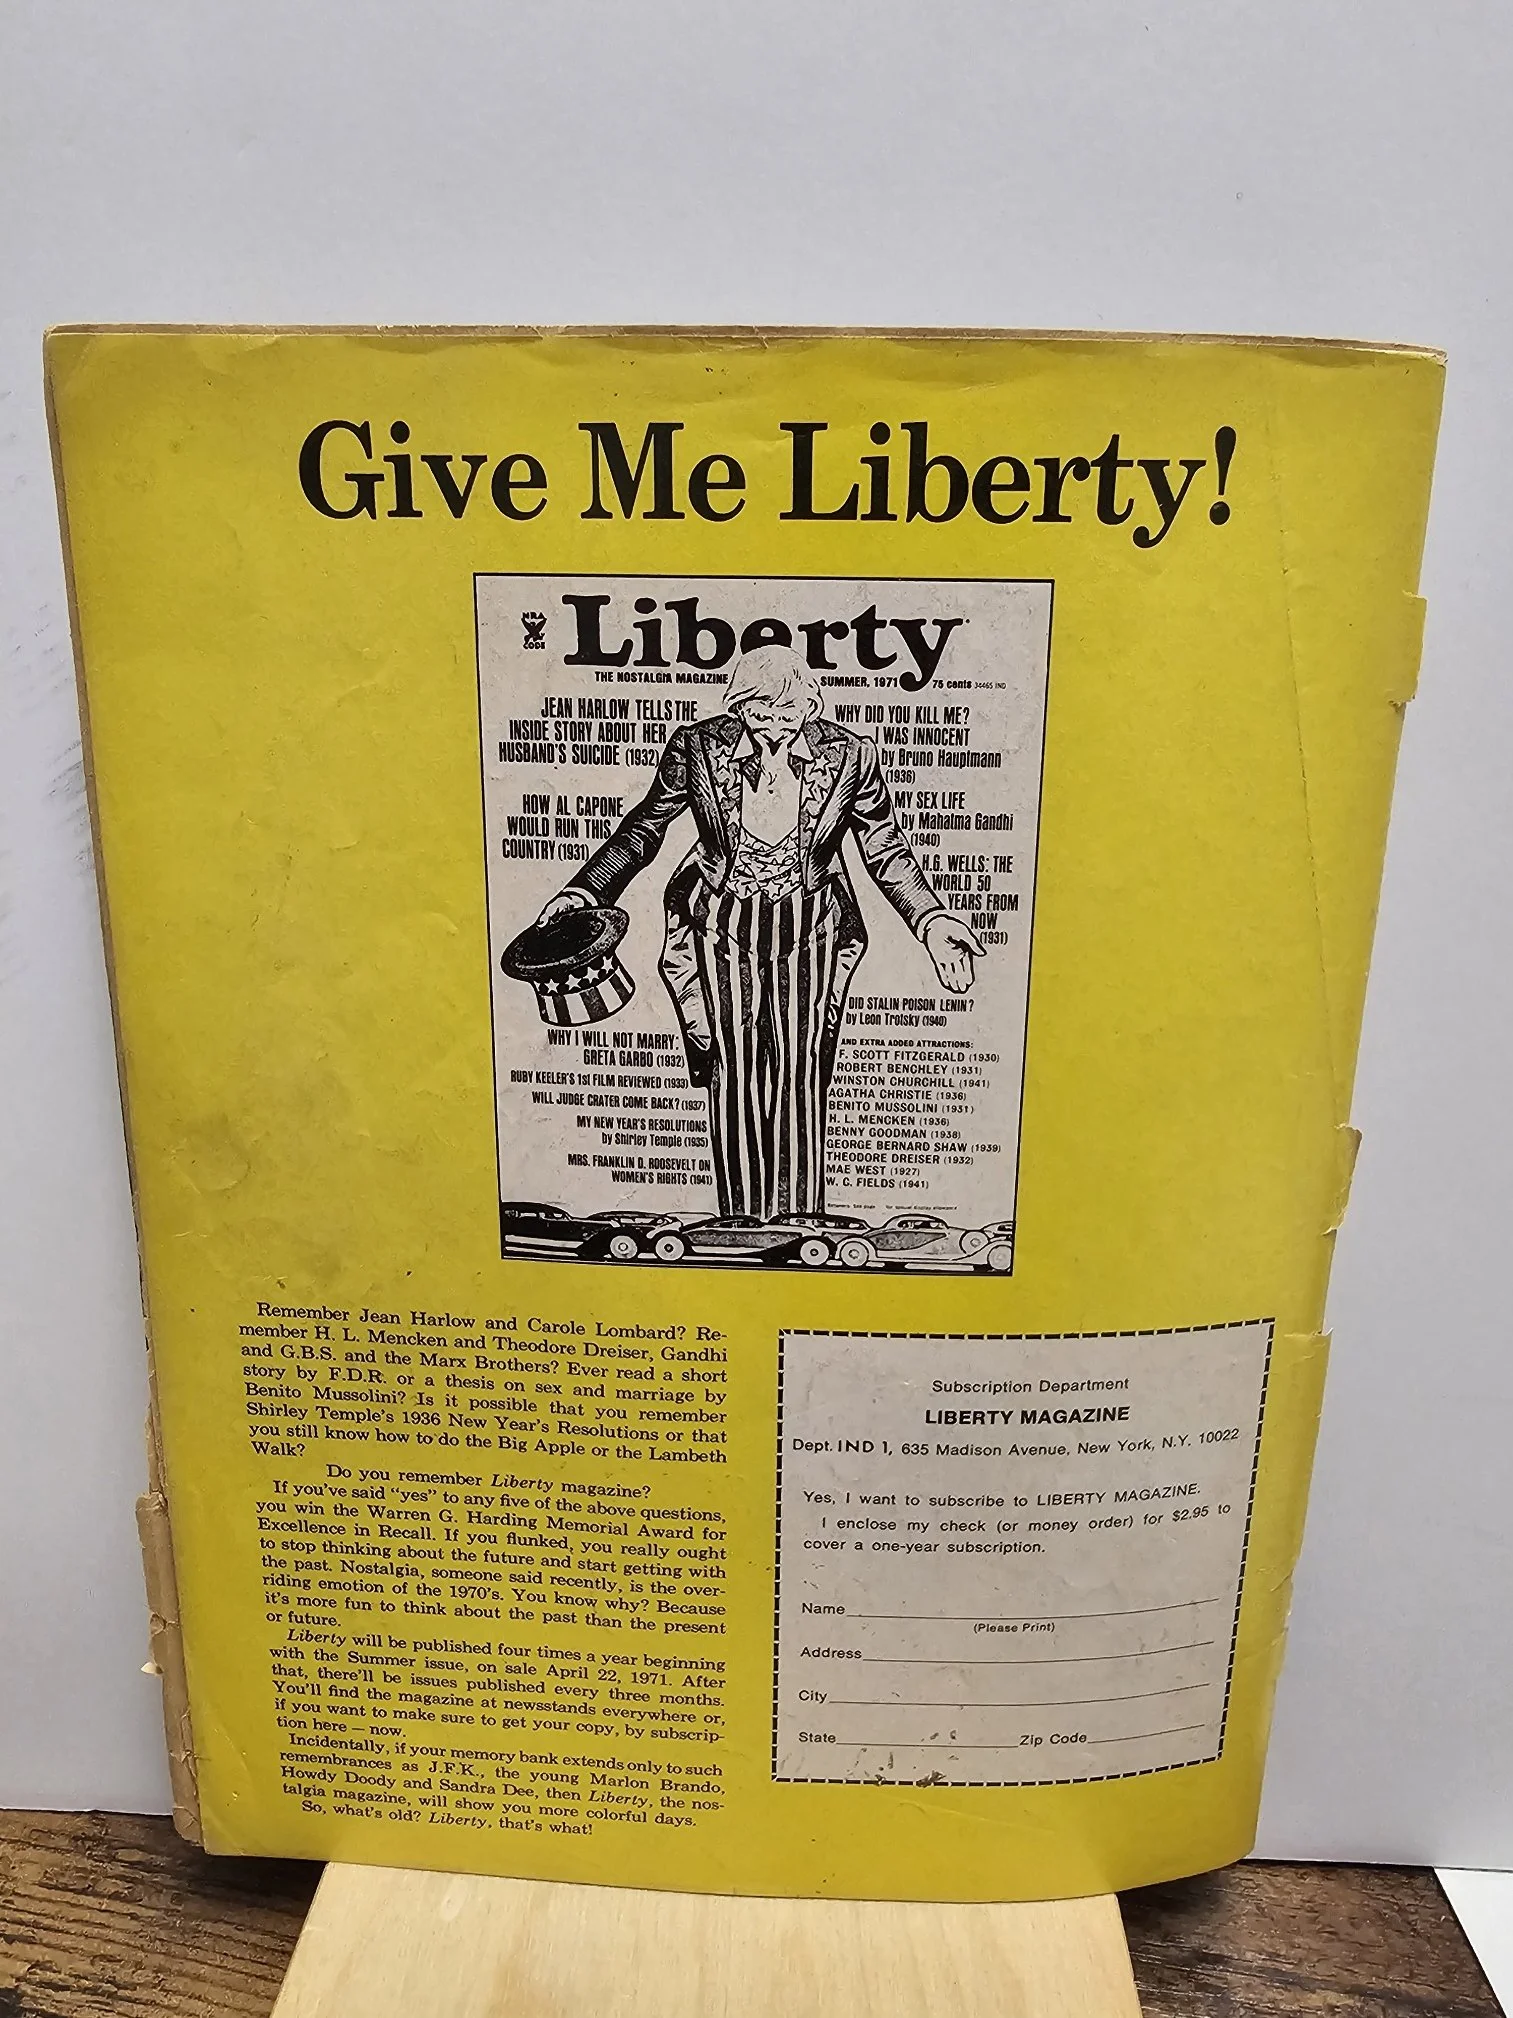 Give Me Liberty!
NRA
CODE
Liberty
THE NOSTALGIA MAGAZINE
SUMMER, 1971
75 cents 34465 IND
JEAN HARLOW TELLS THE
INSIDE STORY ABOUT HER
HUSBAND'S SUICIDE (1932)
HOW AL CAPONE
WOULD RUN THIS
COUNTRY (1931)
WHY I WILL NOT MARRY:
GRETA GARBO (1932)
RUBY KEELER'S 1st FILM REVIEWED (1933)
WILL JUDGE CRATER COME BACK? (1937)
MY NEW YEAR'S RESOLUTIONS
by Shirley Temple (1935)
MRS. FRANKLIN D. ROOSEVELT ON
WOMEN'S RIGHTS (1941)
WHY DID YOU KILL ME?
I WAS INNOCENT
by Bruno Hauptmann
(1936)
MY SEX LIFE
by Mahatma Gandhi
(1940)
H.G. WELLS: THE
WORLD 50
YEARS FROM
NOW
(1931)
DID STALIN POISON LENIN?
by Leon Trotsky (1940)
AND EXTRA ADDED ATTRACTIONS:
F. SCOTT FITZGERALD (1930)
ROBERT BENCHLEY (1931)
WINSTON CHURCHILL (1941)
AGATHA CHRISTIE (1936)
BENITO MUSSOLINI (1931)
H. L. MENCKEN (1936)
BENNY GOODMAN (1938)
GEORGE BERNARD SHAW (1939)
THEODORE DREISER (1932)
MAE WEST (1927)
W. C. FIELDS (1941)
Remember Jean Harlow and Carole Lombard? Re-
member H. L. Mencken and Theodore Dreiser, Gandhi
and G.B.S. and the Marx Brothers? Ever read a short
story by F.D.R. or a thesis on sex and marriage by
Benito Mussolini? Is it possible that you remember
Shirley Temple's 1936 New Year's Resolutions or that
you still know how to do the Big Apple or the Lambeth
Walk?
Do you remember Liberty magazine?
If you've said "yes" to any five of the above questions,
you win the Warren G. Harding Memorial Award for
Excellence in Recall. If you flunked, you really ought
to stop thinking about the future and start getting with
the past. Nostalgia, someone said recently, is the over-
riding emotion of the 1970's. You know why? Because
it's more fun to think about the past than the present
or future.
Liberty will be published four times a year beginning
with the Summer issue, on sale April 22, 1971. After
that, there'll be issues published every three months.
You'll find the magazine at newsstands everywhere or,
if you want to make sure to get your copy, by subscrip-
tion here — now.
Incidentally, if your memory bank extends only to such
remembrances as J.F.K., the young Marlon Brando,
Howdy Doody and Sandra Dee, then Liberty, the nos-
talgia magazine, will show you more colorful days.
So, what's old? Liberty, that's what!
Subscription Department
LIBERTY MAGAZINE
Dept. IND 1, 635 Madison Avenue, New York, N.Y. 10022
Yes, I want to subscribe to LIBERTY MAGAZINE.
I enclose my check (or money order) for $2.95 to
cover a one-year subscription.
Name
(Please Print)
Address
City
State Zip Code